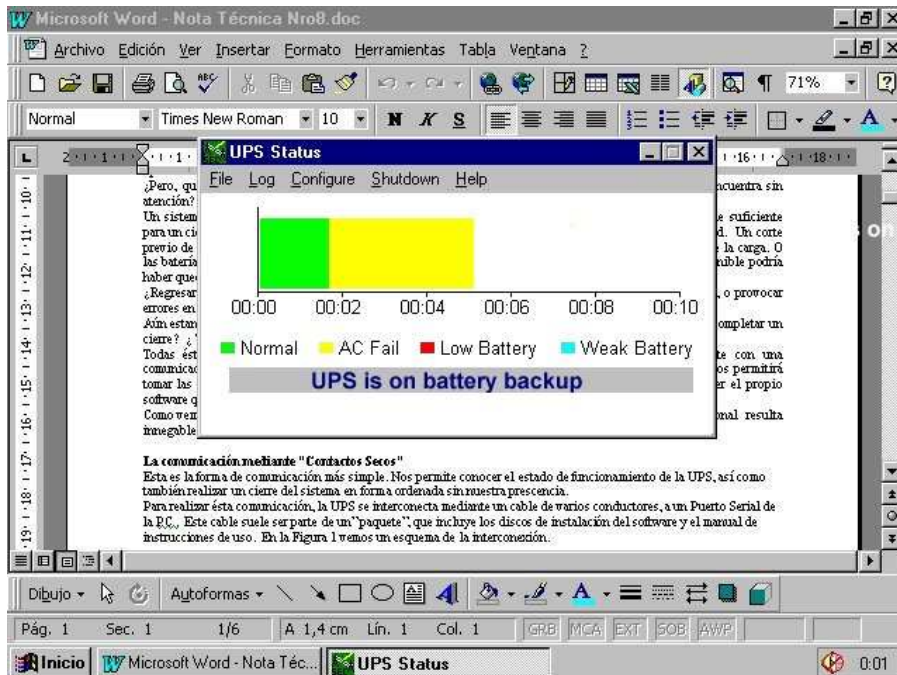 Microsoft Word - Nota Técnica Nro8.doc
Archivo Edición Ver Insertar Formato Herramientas Tabla Ventana ?
71%
Normal Times New Roman 10 N K S
UPS Status
File Log Configure Shutdown Help
00:00 00:02 00:04 00:06 00:08 00:10
Normal AC Fail Low Battery Weak Battery
UPS is on battery backup
¿Pero, qu
ncuentra sin
atención?
Un sistem
e suficiente
para un ci
d. Un corte
previo de
la carga. O
las batería
nible podría
haber que
¿Regresar
, o provocar
errores en
Aún estan
ompletar un
cierre? ¿
Todas ést
te con una
comunicac
os permitirá
tomar las
er el propio
software q
Como vem
onal resulta
innegable
on
La comunicación mediante "Contactos Secos"
Esta es la forma de comunicación más simple. Nos permite conocer el estado de funcionamiento de la UPS, así como
también realizar un cierre del sistema en forma ordenada sin nuestra prescencia.
Para realizar ésta comunicación, la UPS se interconecta mediante un cable de varios conductores, a un Puerto Serial de
la P.C.. Este cable suele ser parte de un "paquete", que incluye los discos de instalación del software y el manual de
instrucciones de uso. En la Figura 1 vemos un esquema de la interconexión.
Dibujo Autoformas
Pág. 1 Sec. 1 1/6 A 1,4 cm Lín. 1 Col. 1 GRB MCA EXT SOB AWP
Inicio Microsoft Word - Nota Téc... UPS Status 0:01